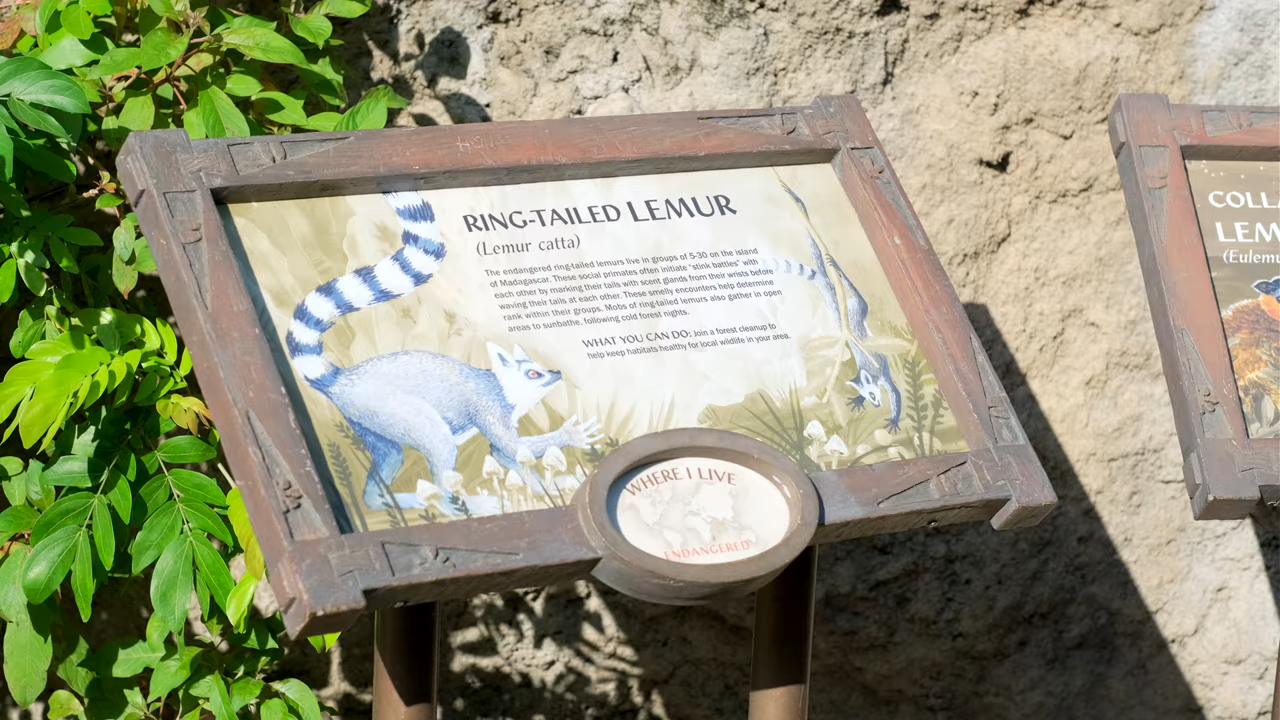 RING-TAILED LEMUR
(Lemur catta)
The endangered ring-tailed lemurs live in groups of 5-30 on the island
of Madagascar. These social primates often initiate "stink battles" with
each other by marking their tails with scent glands from their wrists before
waving their tails at each other. These smelly encounters help determine
rank within their groups. Mobs of ring-tailed lemurs also gather in open
areas to sunbathe, following cold forest nights.
WHAT YOU CAN DO: Join a forest cleanup to
help keep habitats healthy for local wildlife in your area.
WHERE I LIVE
ENDANGERED
COLLA
LEM
(Eulemu